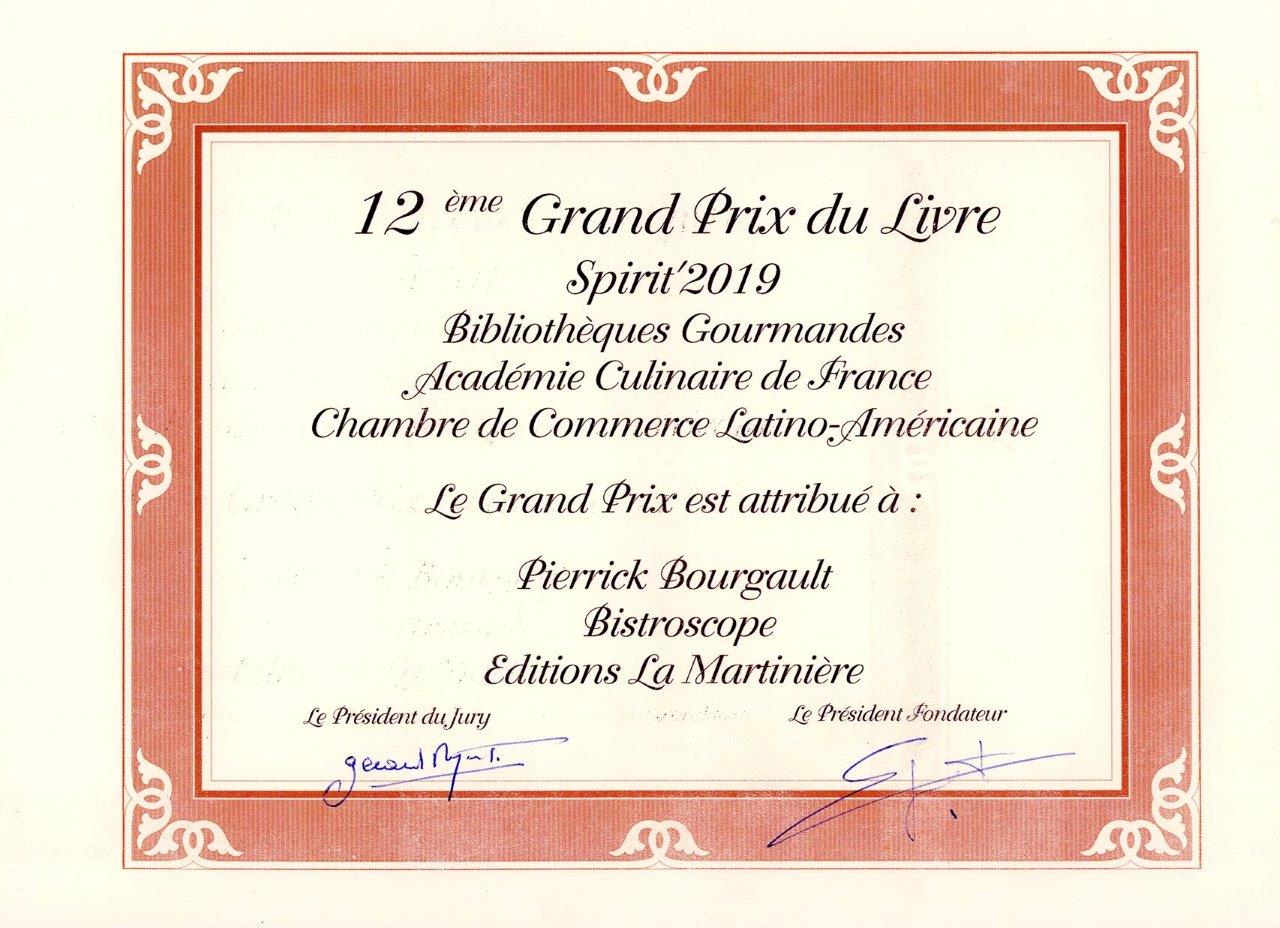 12 ème Grand Prix du Livre
Spirit'2019
Bibliothèques Gourmandes
Académie Culinaire de France
Chambre de Commerce Latino-Américaine
Le Grand Prix est attribué à :
Pierrick Bourgault
Bistroscope
Editions La Martinière
Le Président du Jury
Le Président Fondateur